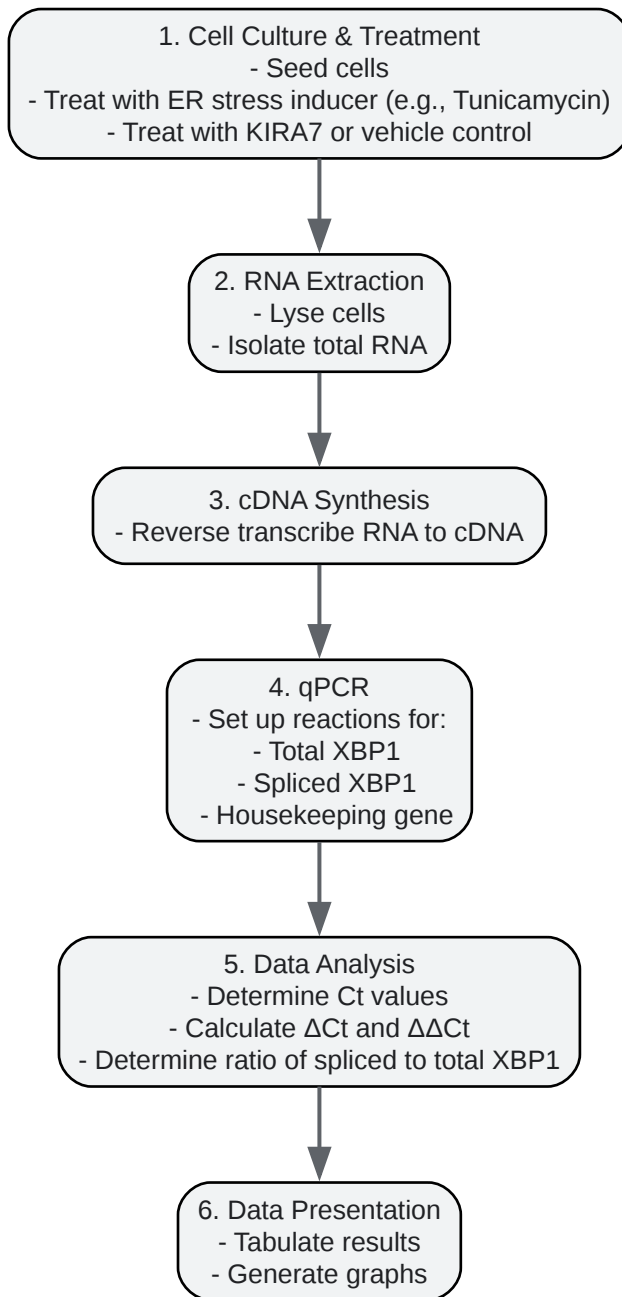 1. Cell Culture & Treatment
- Seed cells
- Treat with ER stress inducer (e.g., Tunicamycin)
- Treat with KIRA7 or vehicle control
2. RNA Extraction
- Lyse cells
- Isolate total RNA
3. cDNA Synthesis
- Reverse transcribe RNA to cDNA
4. qPCR
- Set up reactions for:
- Total XBP1
- Spliced XBP1
- Housekeeping gene
5. Data Analysis
- Determine Ct values
- Calculate ΔCt and ΔΔCt
- Determine ratio of spliced to total XBP1
6. Data Presentation
- Tabulate results
- Generate graphs